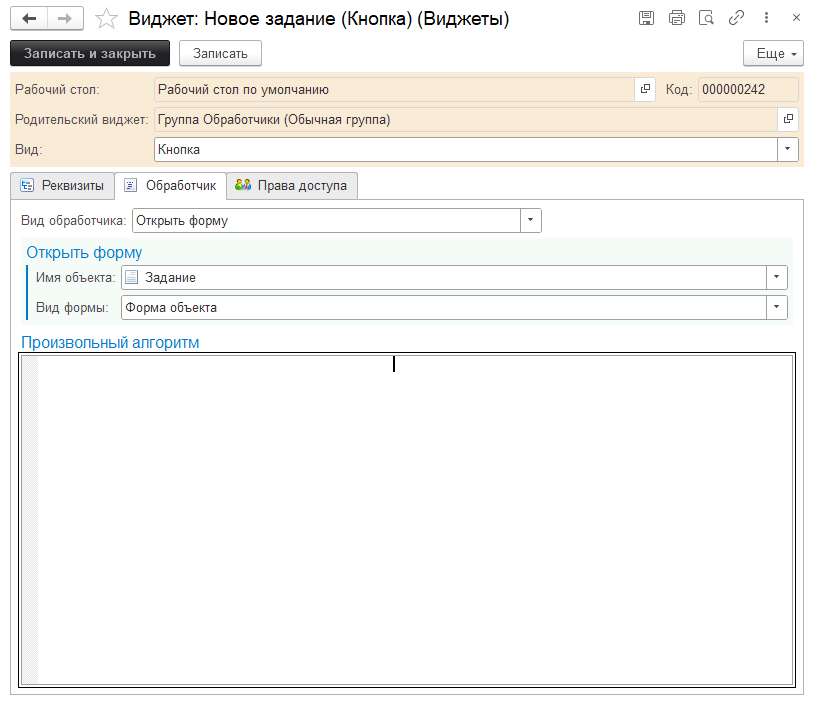 Виджет: Новое задание (Кнопка) (Виджеты)
Записать и закрыть Записать Еще
Рабочий стол: Рабочий стол по умолчанию Код: 000000242
Родительский виджет: Группа Обработчики (Обычная группа)
Вид: Кнопка
Реквизиты Обработчик Права доступа
Вид обработчика: Открыть форму
Открыть форму
Имя объекта: Задание
Вид формы: Форма объекта
Произвольный алгоритм